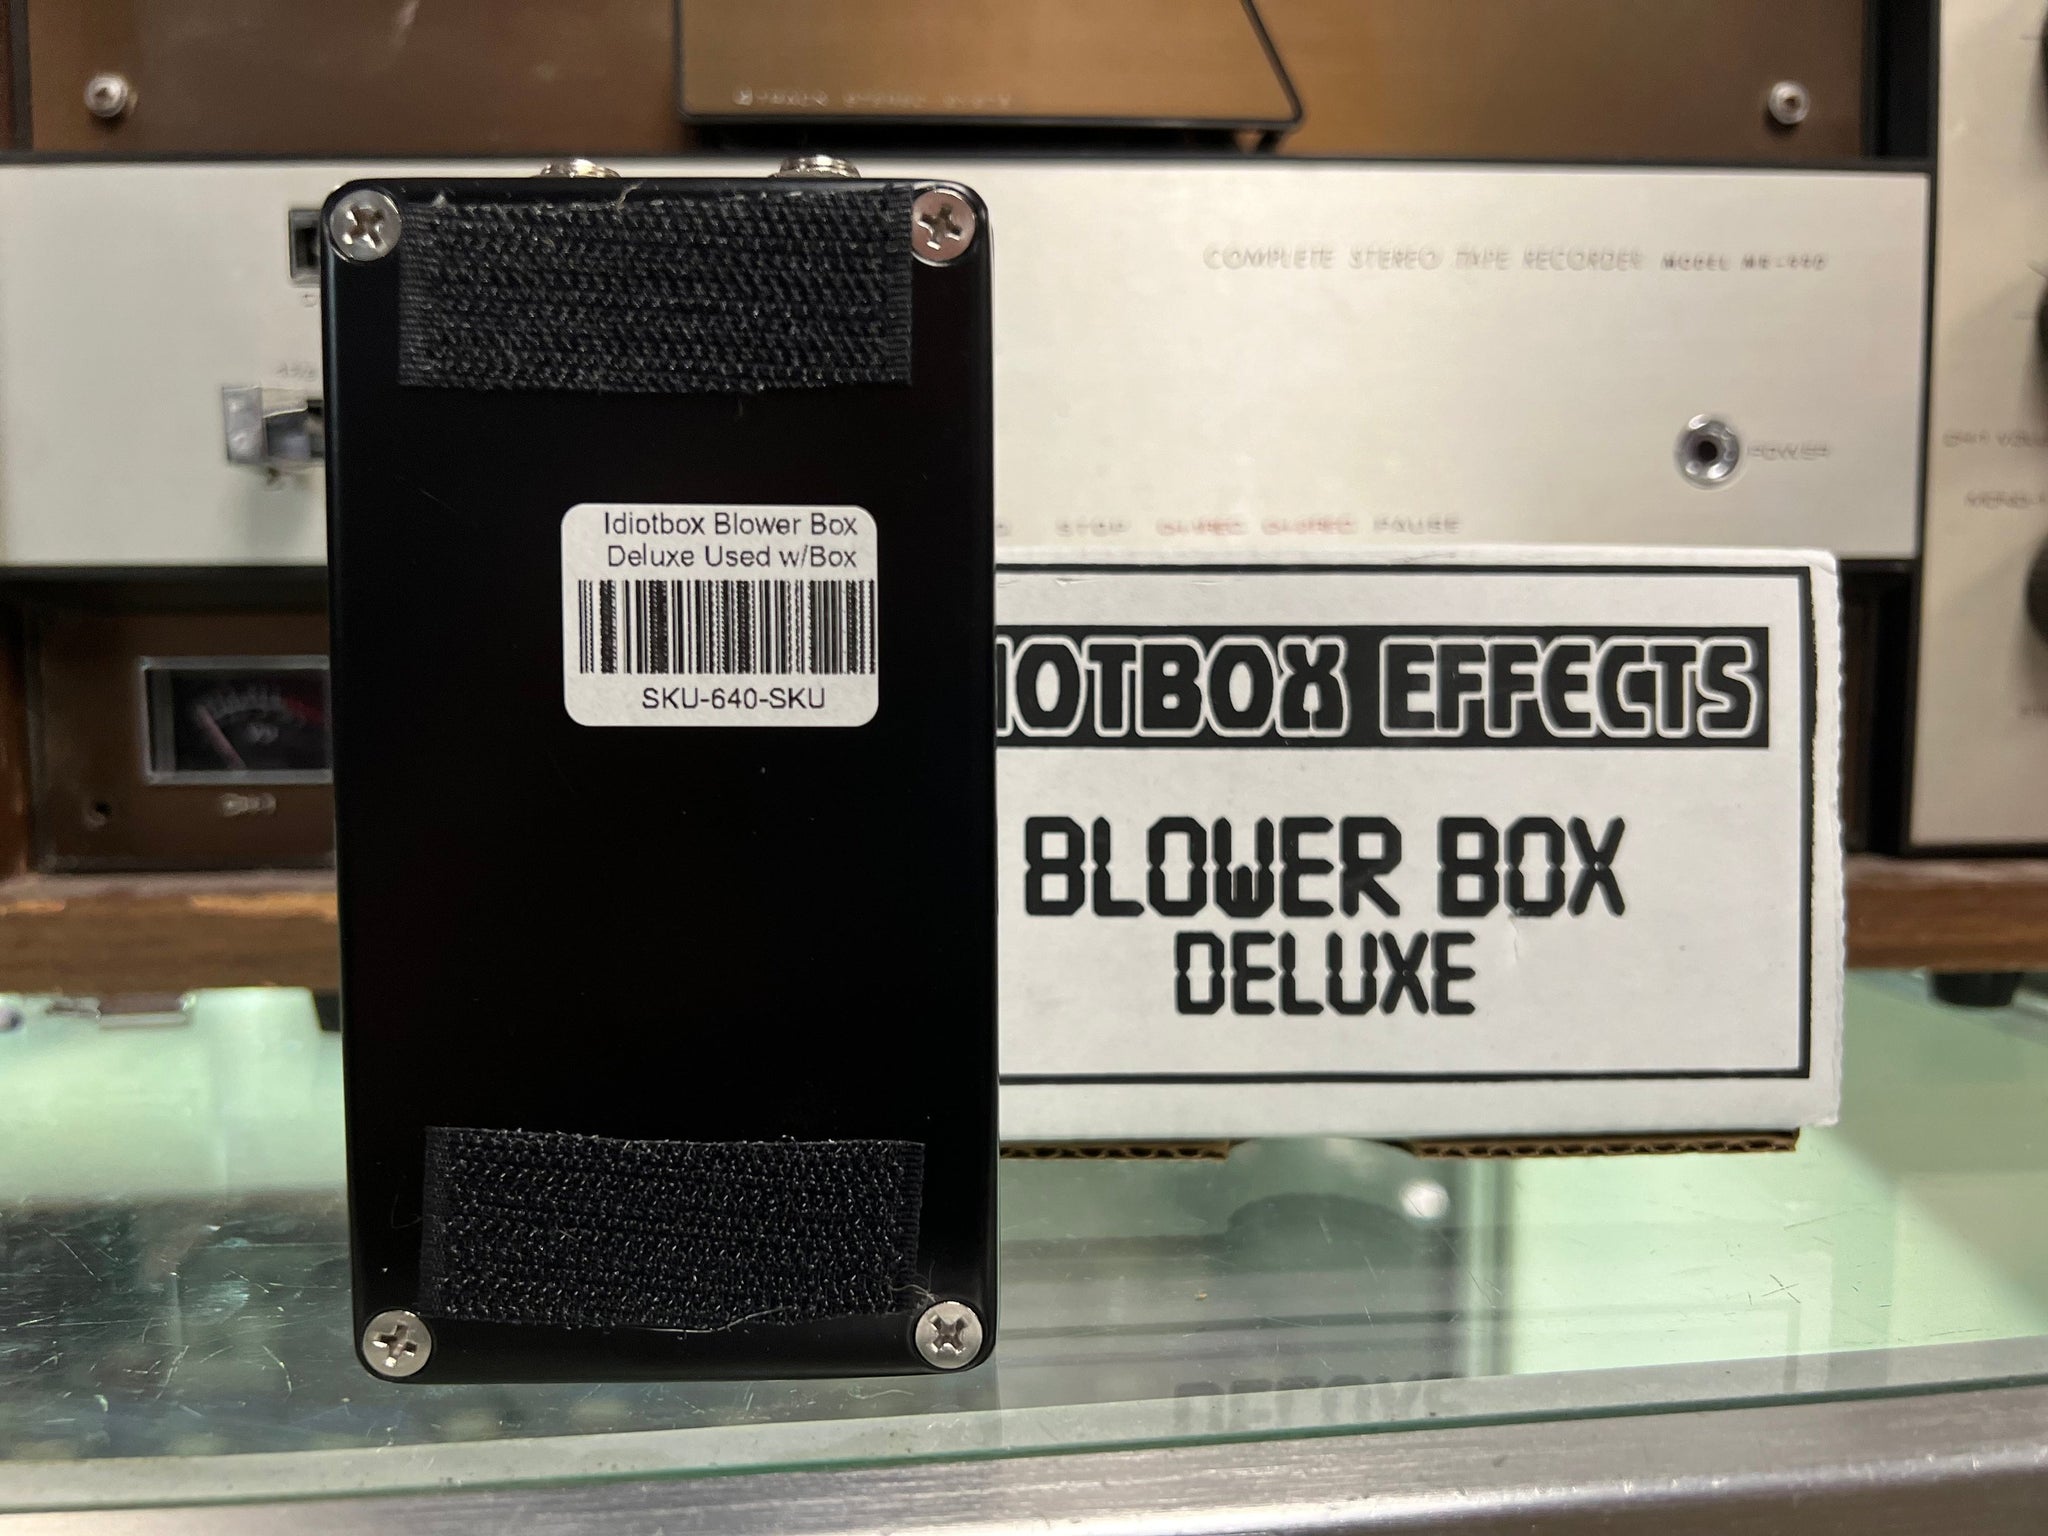 COMPLETE STEREO TAPE RECORDER MODEL
POWER
STOP PAUSE
Idiotbox Blower Box
Deluxe Used w/Box
SKU-640-SKU
IOTBOX EFFECTS
BLOWER BOX
DELUXE